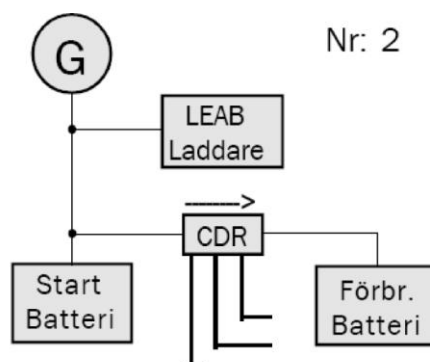 G
Nr: 2
LEAB
Laddare
-------->
CDR
Start
Batteri
Förbr.
Batteri